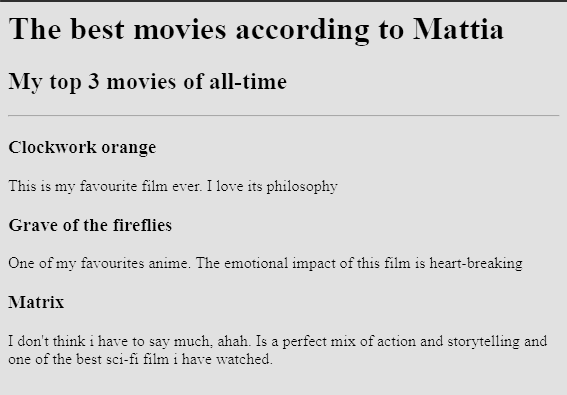 The best movies according to Mattia
My top 3 movies of all-time
Clockwork orange
This is my favourite film ever. I love its philosophy
Grave of the fireflies
One of my favourites anime. The emotional impact of this film is heart-breaking
Matrix
I don't think i have to say much, ahah. Is a perfect mix of action and storytelling and
one of the best sci-fi film i have watched.